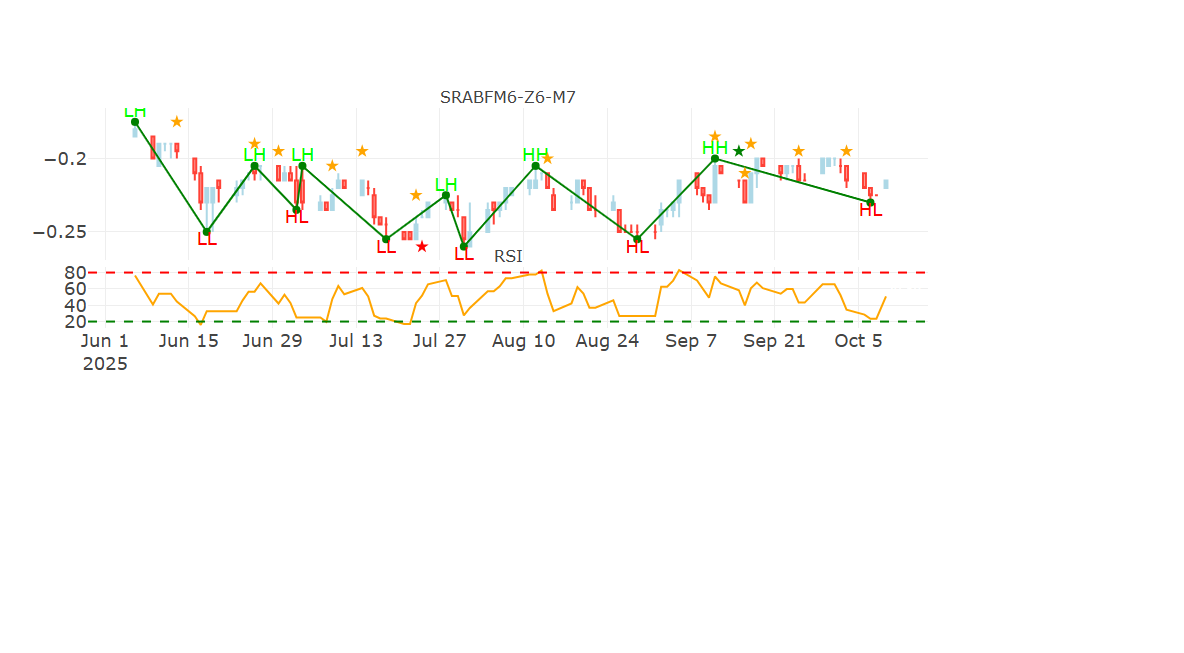 SRABFM6-Z6-M7
LH
LL
LH
HL
LH
LL
LH
LL
HH
HL
HH
HL
−0.2
−0.25
RSI
80
60
40
20
Jun 1
2025
Jun 15
Jun 29
Jul 13
Jul 27
Aug 10
Aug 24
Sep 7
Sep 21
Oct 5